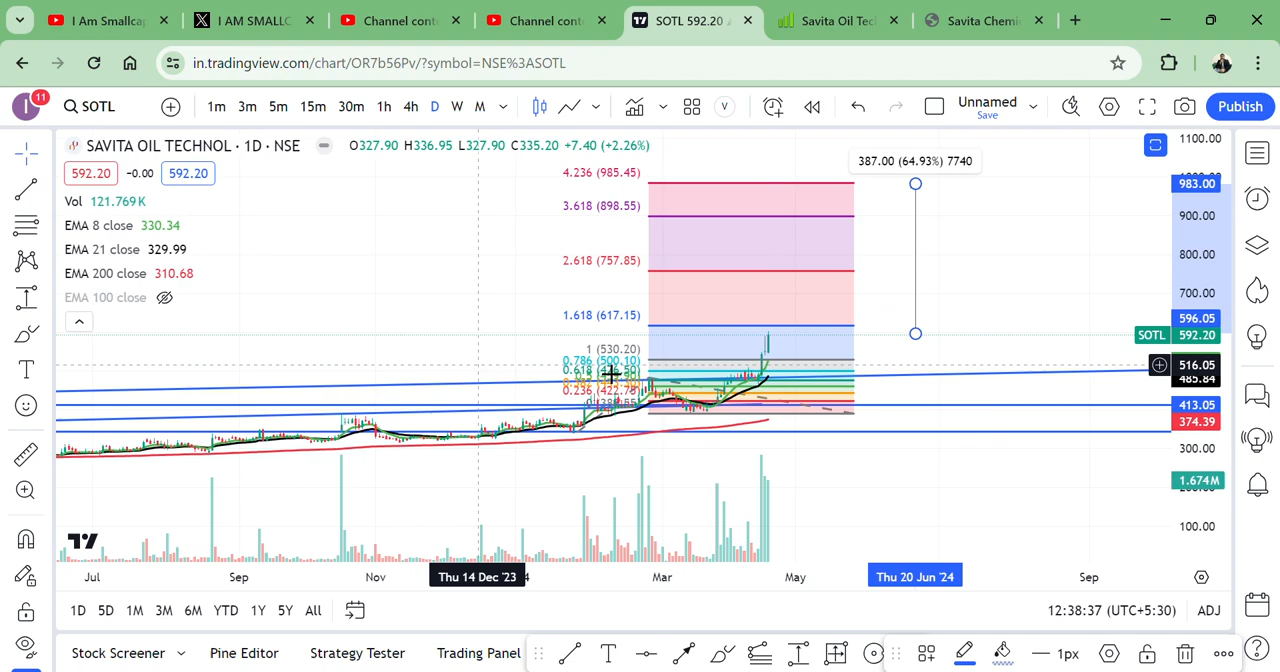 I Am Smallcap
I AM SMALLC
Channel cont
Channel cont
SOTL 592.20
Savita Oil Tec
Savita Chemi
in.tradingview.com/chart/OR7b56Pv/?symbol=NSE%3ASOTL
I 11 SOTL 1m 3m 5m 15m 30m 1h 4h D W M V Unnamed Save Publish
SAVITA OIL TECHNOL · 1D · NSE O327.90 H336.95 L327.90 C335.20 +7.40 (+2.26%)
592.20 -0.00 592.20
Vol 121.769K
EMA 8 close 330.34
EMA 21 close 329.99
EMA 200 close 310.68
EMA 100 close
387.00 (64.93%) 7740
4.236 (985.45)
3.618 (898.55)
2.618 (757.85)
1.618 (617.15)
1 (530.20)
0.786 (500.10)
0.236 (422.75)
1100.00
983.00
900.00
800.00
700.00
596.05
SOTL 592.20
516.05
485.84
413.05
374.39
300.00
1.674M
100.00
Jul Sep Nov Thu 14 Dec '23 Mar May Thu 20 Jun '24 Sep
1D 5D 1M 3M 6M YTD 1Y 5Y All 12:38:37 (UTC+5:30) ADJ
Stock Screener Pine Editor Strategy Tester Trading Panel T 1px